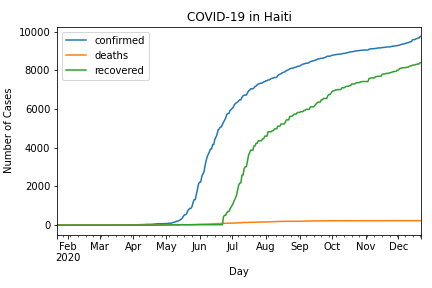 COVID-19 in Haiti
confirmed
deaths
recovered
Number of Cases
10000
8000
6000
4000
2000
0
Feb Mar Apr May Jun Jul Aug Sep Oct Nov Dec
2020
Day